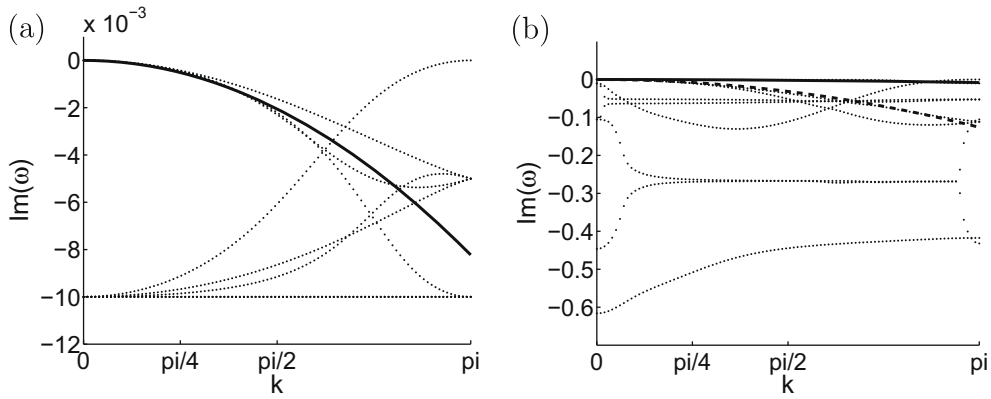 (a)
x 10⁻³
0
−2
−4
−6
−8
−10
−12
Im(ω)
0
pi/4
pi/2
pi
k
(b)
0
−0.1
−0.2
−0.3
−0.4
−0.5
−0.6
Im(ω)
0
pi/4
pi/2
pi
k